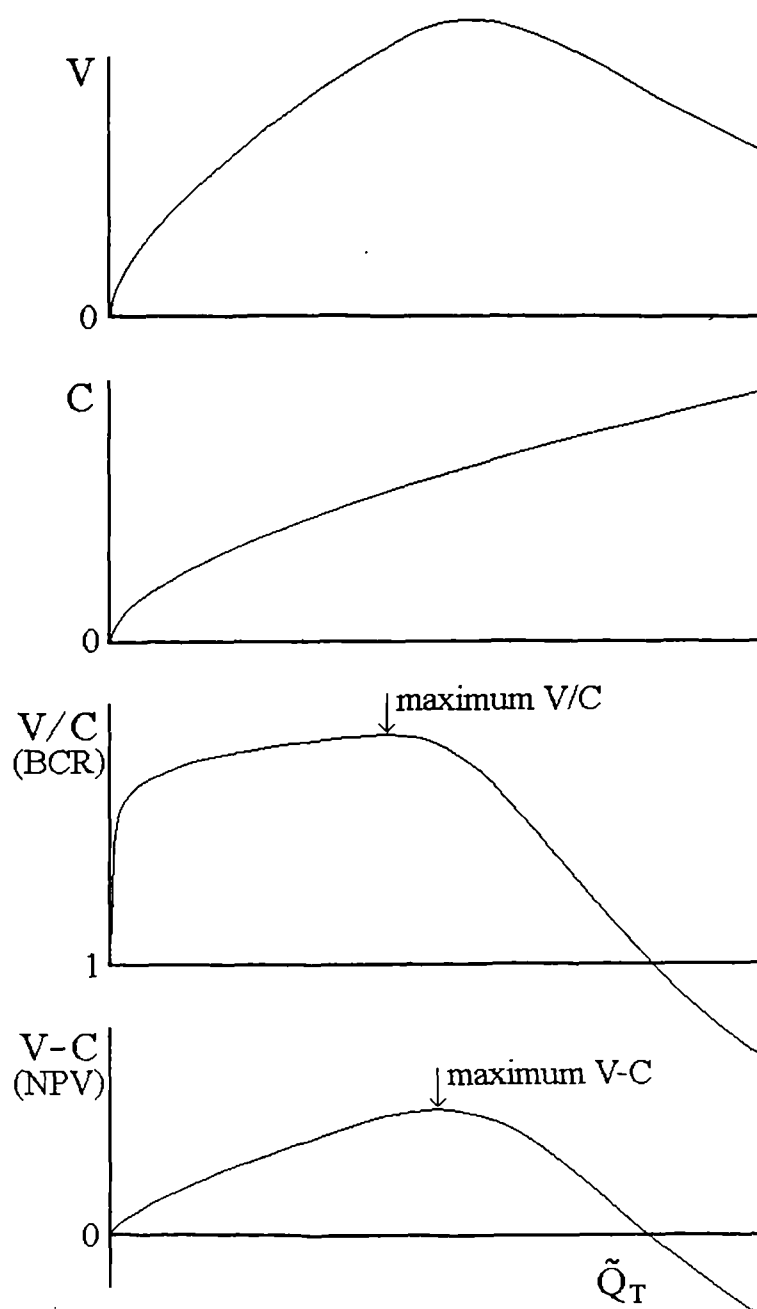 V
0
C
0
maximum V/C
V/C
(BCR)
1
V-C
(NPV)
maximum V-C
0
Q̃T